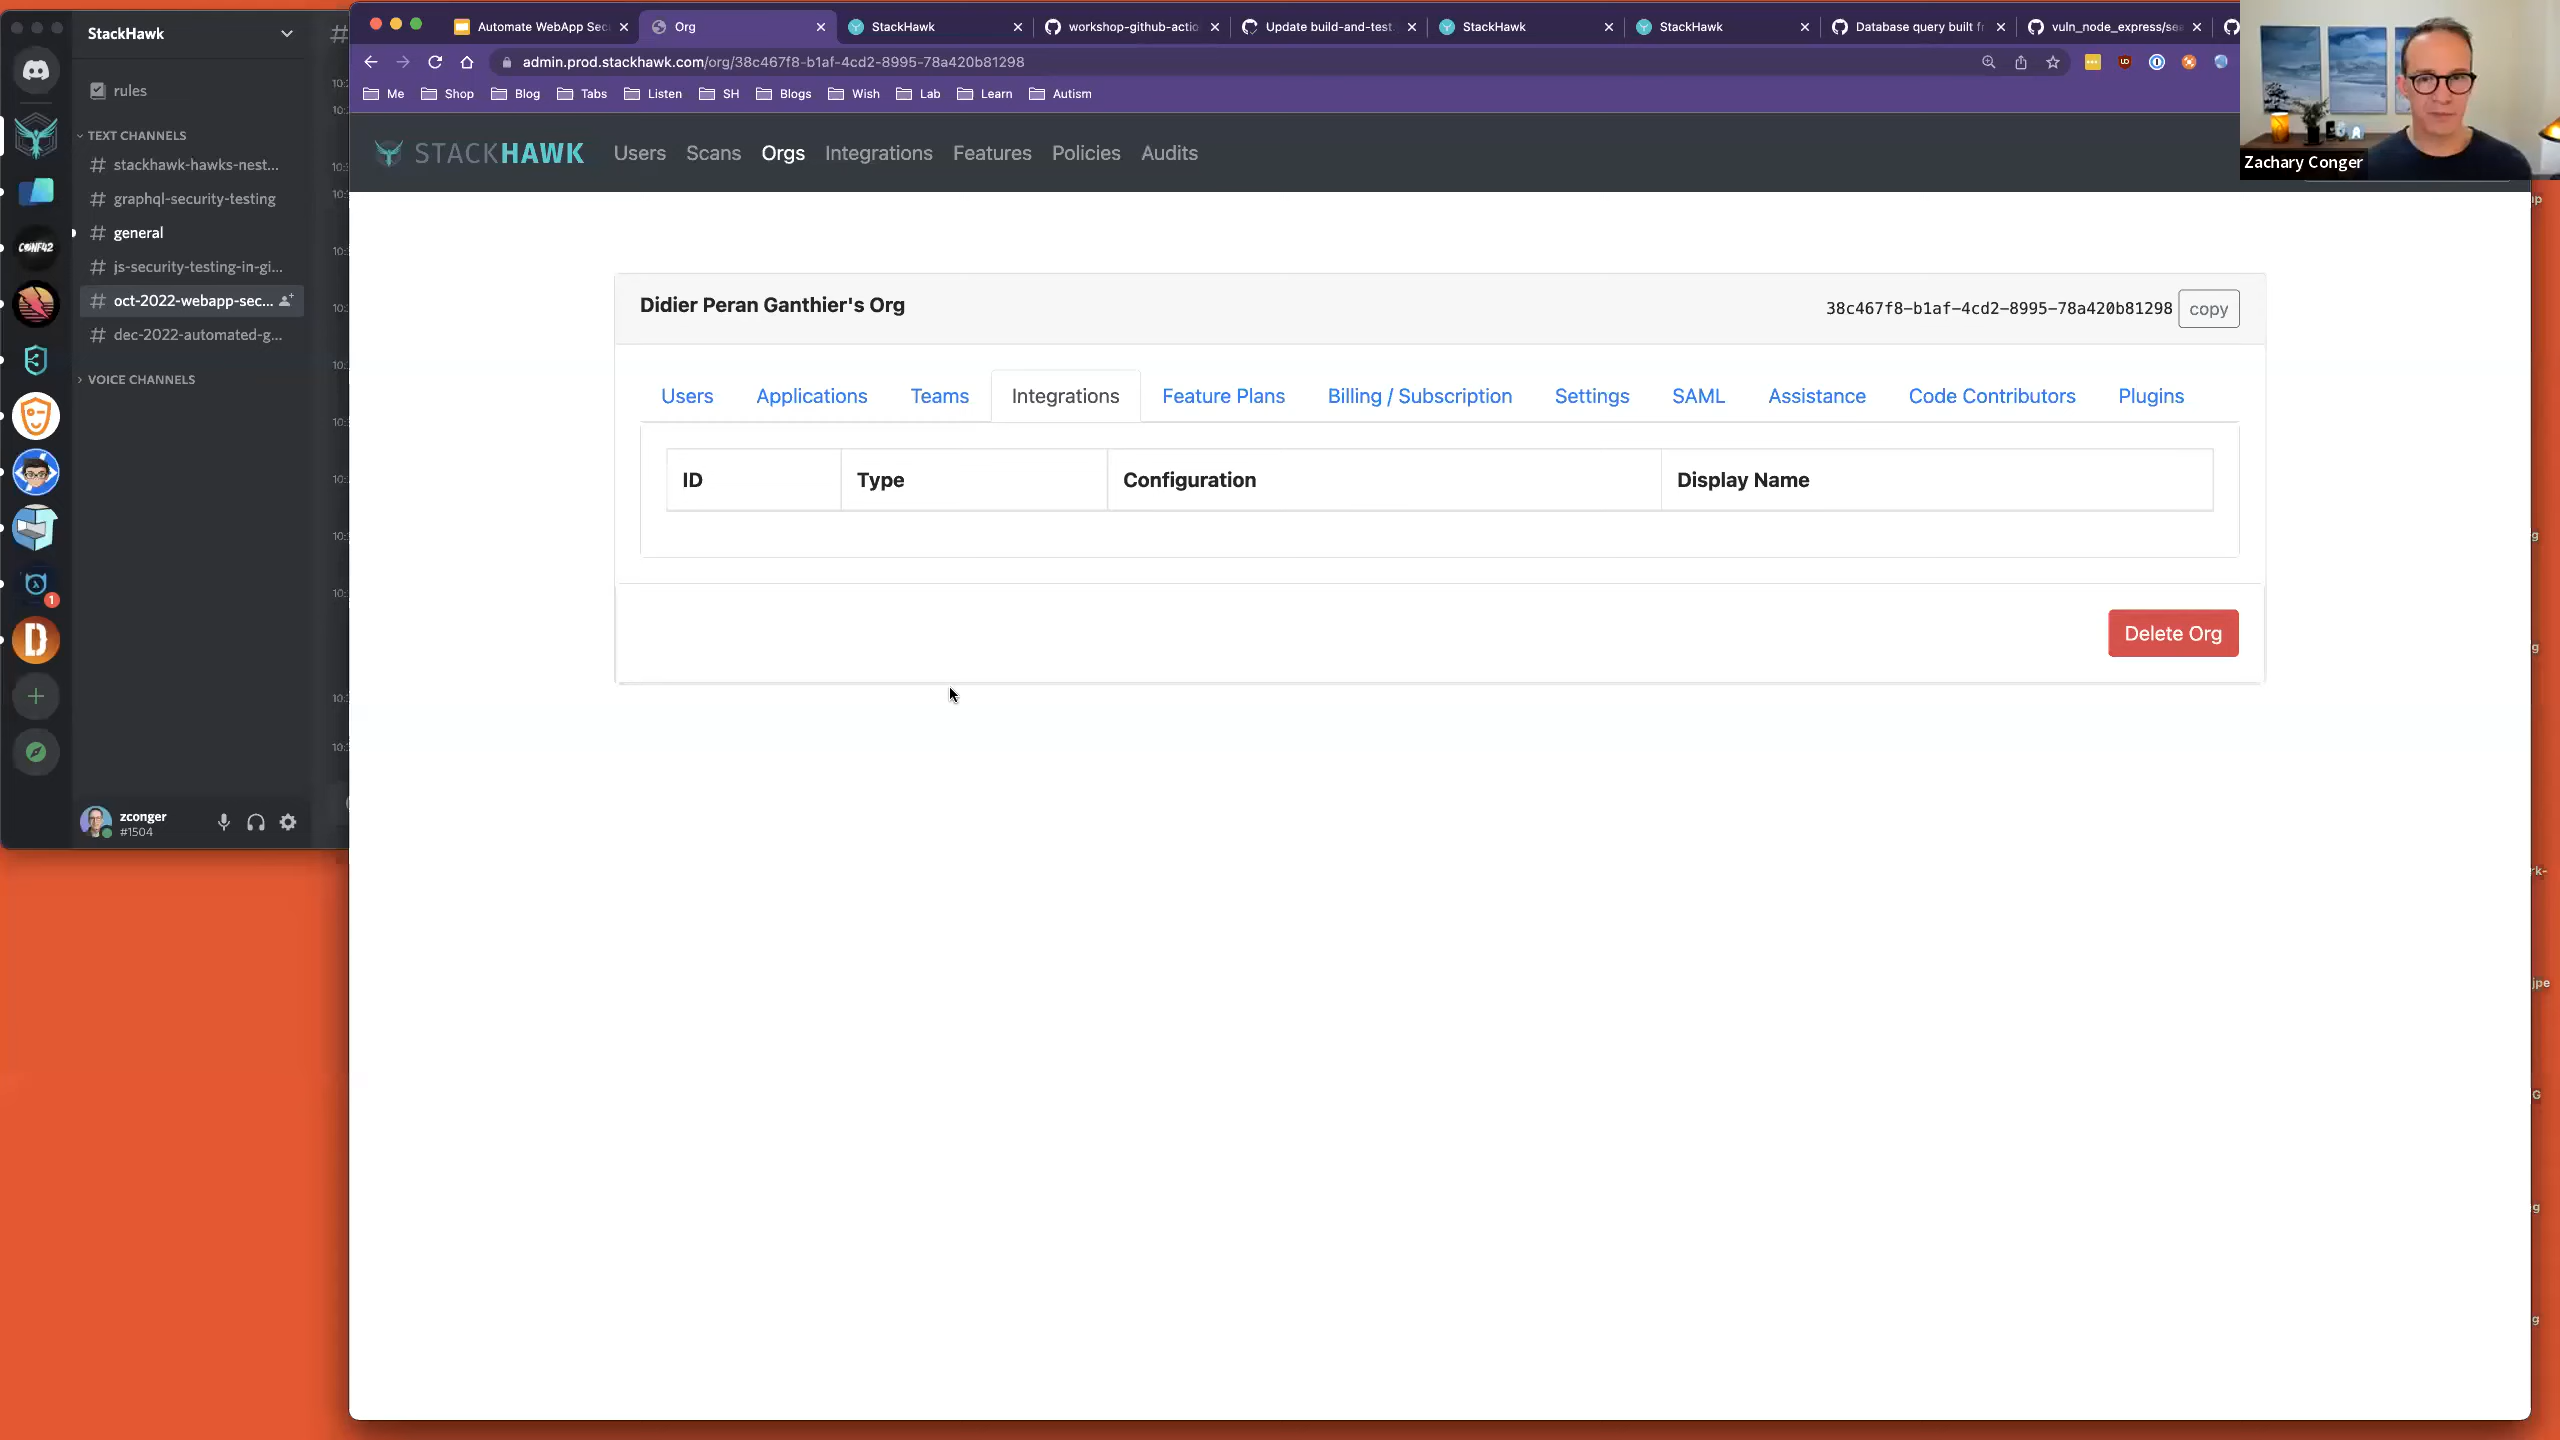 StackHawk
#
rules
TEXT CHANNELS
# stackhawk-hawks-nest...
# graphql-security-testing
# general
# js-security-testing-in-gi...
# oct-2022-webapp-sec...
# dec-2022-automated-g...
VOICE CHANNELS
CONF42
1
D
zconger
#1504
Automate WebApp Sec
Org
StackHawk
workshop-github-actio
Update build-and-test.
StackHawk
StackHawk
Database query built f
vuln_node_express/sea
admin.prod.stackhawk.com/org/38c467f8-b1af-4cd2-8995-78a420b81298
Me Shop Blog Tabs Listen SH Blogs Wish Lab Learn Autism
STACKHAWK Users Scans Orgs Integrations Features Policies Audits
Zachary Conger
Didier Peran Ganthier's Org
38c467f8-b1af-4cd2-8995-78a420b81298 copy
Users Applications Teams Integrations Feature Plans Billing / Subscription Settings SAML Assistance Code Contributors Plugins
ID Type Configuration Display Name
Delete Org